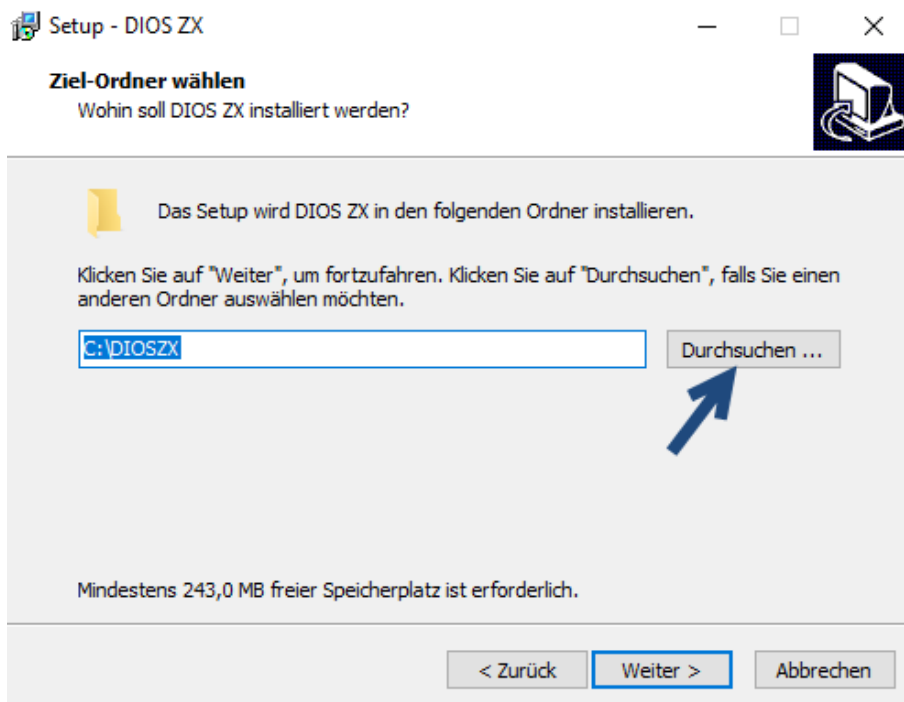 Setup - DIOS ZX
Ziel-Ordner wählen
Wohin soll DIOS ZX installiert werden?
Das Setup wird DIOS ZX in den folgenden Ordner installieren.
Klicken Sie auf "Weiter", um fortzufahren. Klicken Sie auf "Durchsuchen", falls Sie einen
anderen Ordner auswählen möchten.
C:\DIOSZX
Durchsuchen ...
Mindestens 243,0 MB freier Speicherplatz ist erforderlich.
< Zurück
Weiter >
Abbrechen